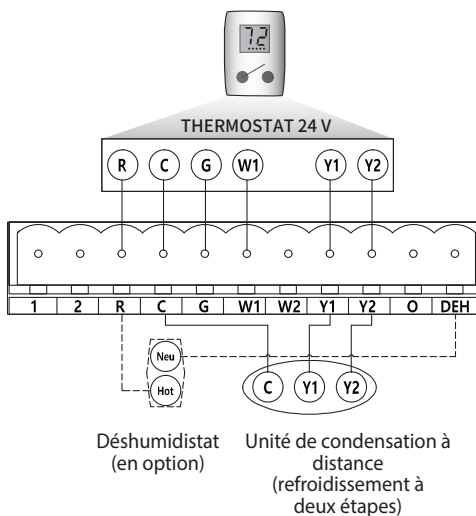 72
THERMOSTAT 24 V
R C G W1 Y1 Y2
1 2 R C G W1 W2 Y1 Y2 O DEH
Neu
Hot
C Y1 Y2
Déshumidistat
(en option)
Unité de condensation à
distance
(refroidissement à
deux étapes)